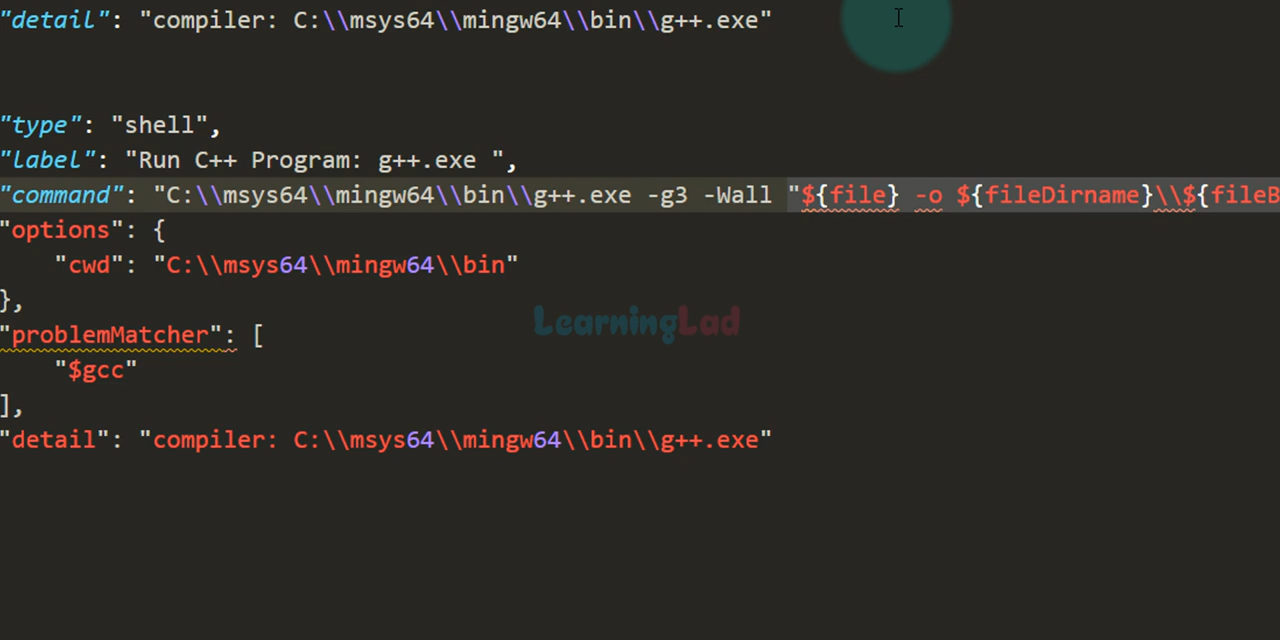 "detail": "compiler: C:\\msys64\\mingw64\\bin\\g++.exe"
"type": "shell",
"label": "Run C++ Program: g++.exe ",
"command": "C:\\msys64\\mingw64\\bin\\g++.exe -g3 -Wall "${file} -o ${fileDirname}\\${fileB
"options": {
"cwd": "C:\\msys64\\mingw64\\bin"
},
"problemMatcher": [
"$gcc"
],
"detail": "compiler: C:\\msys64\\mingw64\\bin\\g++.exe"
LearningLad